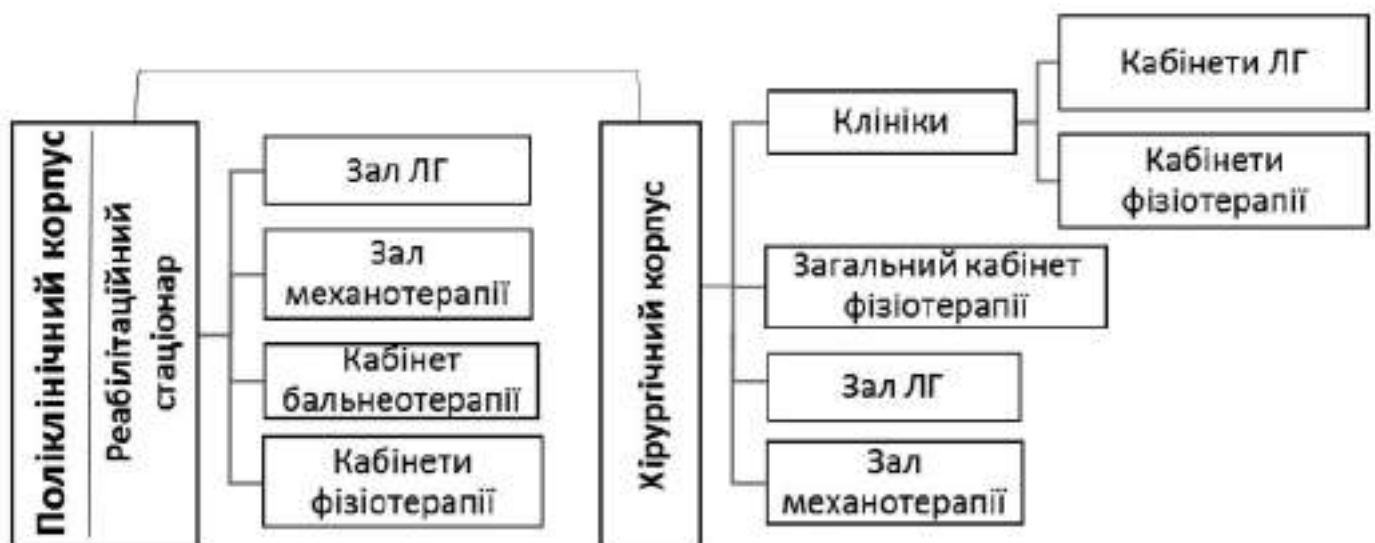 Поліклінічний корпус
Реабілітаційний
стаціонар
Зал ЛГ
Зал
механотерапії
Кабінет
бальнеотерапії
Кабінети
фізіотерапії
Хірургічний корпус
Клініки
Кабінети ЛГ
Кабінети
фізіотерапії
Загальний кабінет
фізіотерапії
Зал ЛГ
Зал
механотерапії